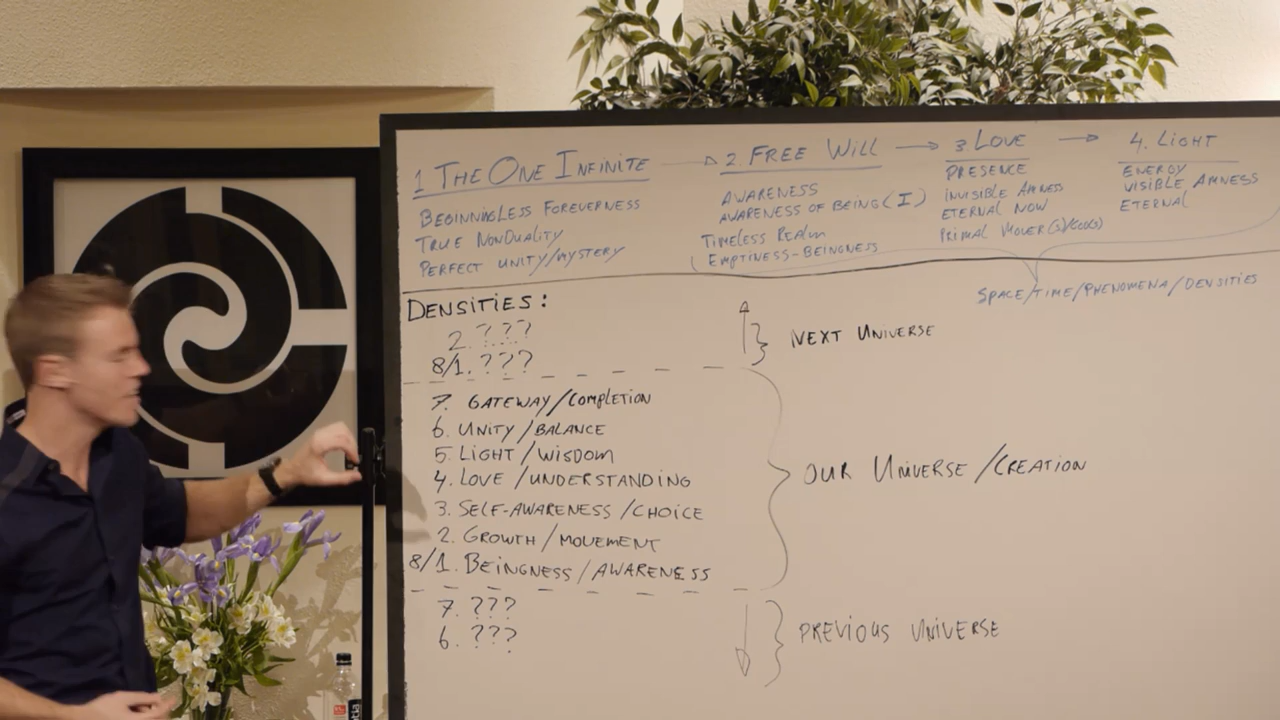 1 THE ONE INFINITE → 2 FREE WILL → 3 LOVE → 4. LIGHT
BEGINNINGLESS FOREVERNESS
TRUE NONDUALITY
PERFECT UNITY/MYSTERY
AWARENESS
AWARENESS OF BEING (I)
TIMELESS REALM
EMPTINESS-BEINGNESS
PRESENCE
INVISIBLE AMNESS
ETERNAL NOW
PRIMAL MOVER(S)/GOD(S)
ENERGY
VISIBLE AMNESS
ETERNAL
SPACE/TIME/PHENOMENA/DENSITIES
DENSITIES:
2. ???
8/1. ???
NEXT UNIVERSE
7. GATEWAY/COMPLETION
6. UNITY/BALANCE
5. LIGHT/WISDOM
4. LOVE/UNDERSTANDING
3. SELF-AWARENESS/CHOICE
2. GROWTH/MOVEMENT
8/1. BEINGNESS/AWARENESS
OUR UNIVERSE/CREATION
7. ???
6. ???
PREVIOUS UNIVERSE